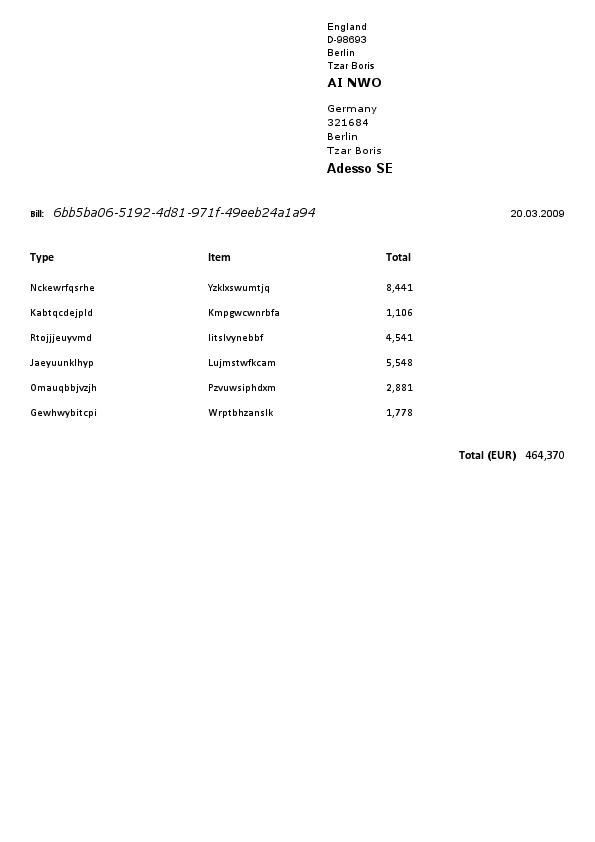 England
D-98693
Berlin
Tzar Boris
AI NWO
Germany
321684
Berlin
Tzar Boris
Adesso SE
Bill: 6bb5ba06-5192-4d81-971f-49eeb24a1a94 20.03.2009
Type Item Total
Nckewrfqsrhe Yzklxswumtjq 8,441
Kabtqcdejpld Kmpgwcwnrbfa 1,106
Rtojjjeuyvmd Iitslvynebbf 4,541
Jaeyuunklhyp Lujmstwfkcam 5,548
Omauqbbjvzjh Pzvuwsiphdxm 2,881
Gewhwybitcpi Wrptbhzanslk 1,778
Total (EUR) 464,370